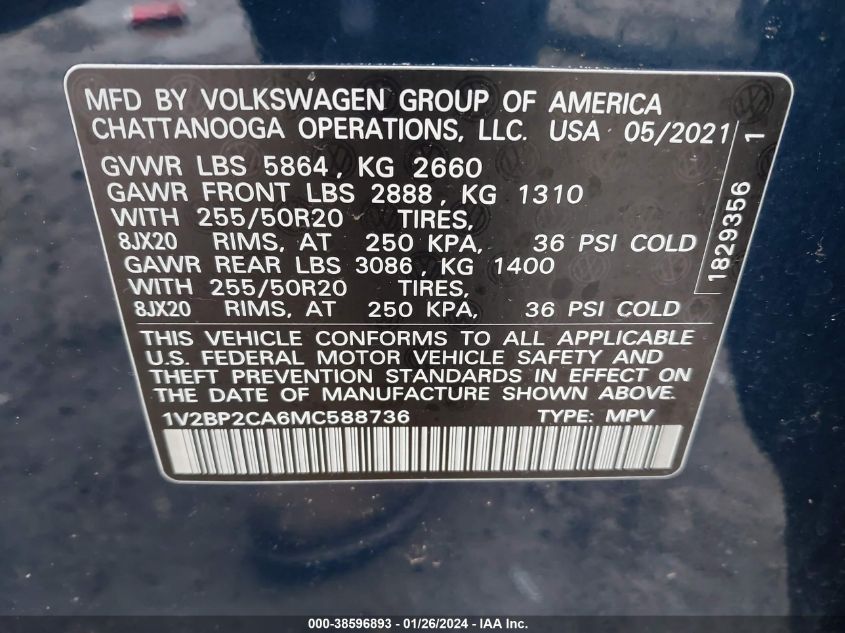 MFD BY VOLKSWAGEN GROUP OF AMERICA
CHATTANOOGA OPERATIONS, LLC. USA 05/2021
GVWR LBS 5864, KG 2660
GAWR FRONT LBS 2888, KG 1310
WITH 255/50R20 TIRES,
8JX20 RIMS, AT 250 KPA, 36 PSI COLD
GAWR REAR LBS 3086, KG 1400
WITH 255/50R20 TIRES,
8JX20 RIMS, AT 250 KPA, 36 PSI COLD
1829356 1
THIS VEHICLE CONFORMS TO ALL APPLICABLE
U.S. FEDERAL MOTOR VEHICLE SAFETY AND
THEFT PREVENTION STANDARDS IN EFFECT ON
THE DATE OF MANUFACTURE SHOWN ABOVE.
1V2BP2CA6MC588736 TYPE: MPV
000-38596893 - 01/26/2024 - IAA Inc.